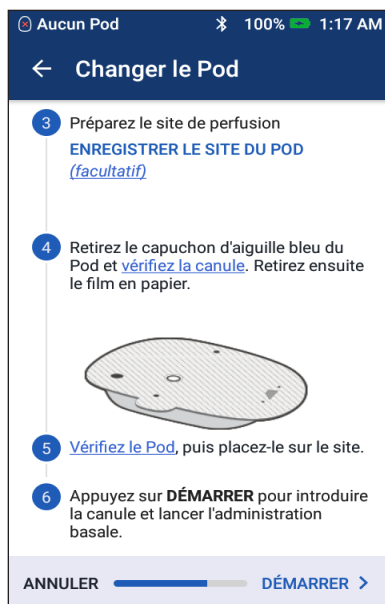 Aucun Pod 100% 1:17 AM
Changer le Pod
3 Préparez le site de perfusion
ENREGISTRER LE SITE DU POD
(facultatif)
4 Retirez le capuchon d'aiguille bleu du
Pod et vérifiez la canule. Retirez ensuite
le film en papier.
5 Vérifiez le Pod, puis placez-le sur le site.
6 Appuyez sur DÉMARRER pour introduire
la canule et lancer l'administration
basale.
ANNULER DÉMARRER